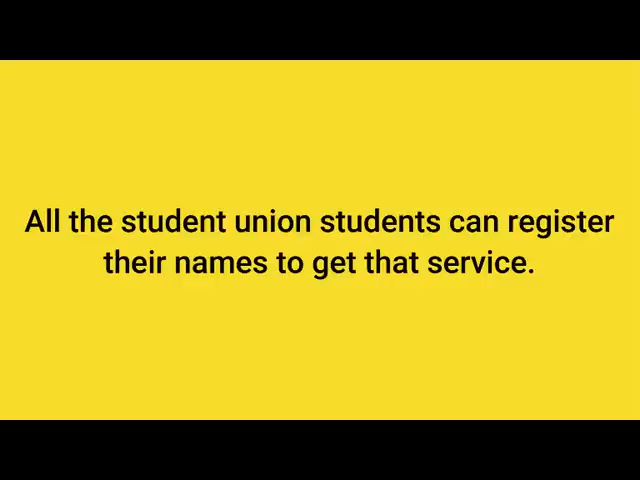 All the student union students can register
their names to get that service.